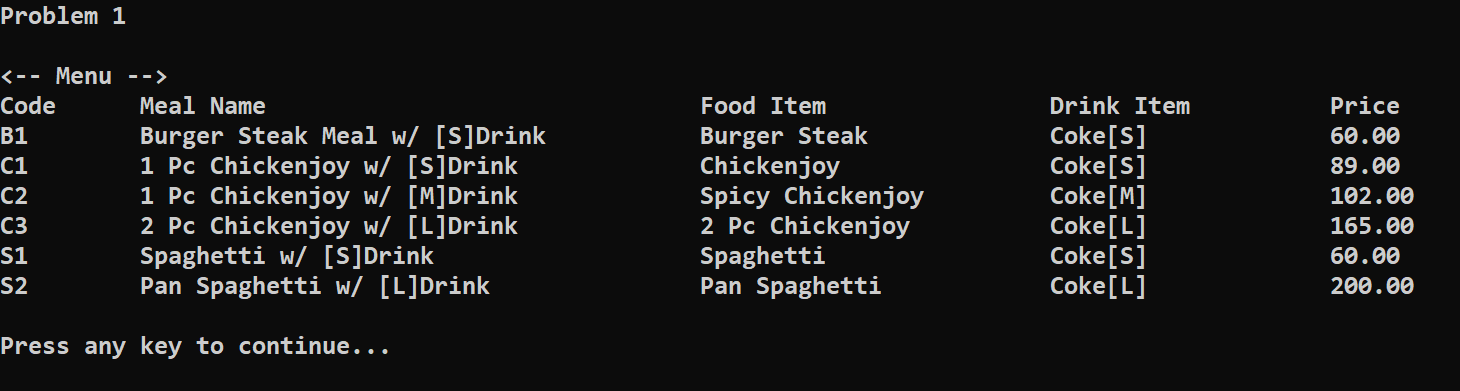 Problem 1
<-- Menu -->
Code Meal Name Food Item Drink Item Price
B1 Burger Steak Meal w/ [S]Drink Burger Steak Coke[S] 60.00
C1 1 Pc Chickenjoy w/ [S]Drink Chickenjoy Coke[S] 89.00
C2 1 Pc Chickenjoy w/ [M]Drink Spicy Chickenjoy Coke[M] 102.00
C3 2 Pc Chickenjoy w/ [L]Drink 2 Pc Chickenjoy Coke[L] 165.00
S1 Spaghetti w/ [S]Drink Spaghetti Coke[S] 60.00
S2 Pan Spaghetti w/ [L]Drink Pan Spaghetti Coke[L] 200.00
Press any key to continue...